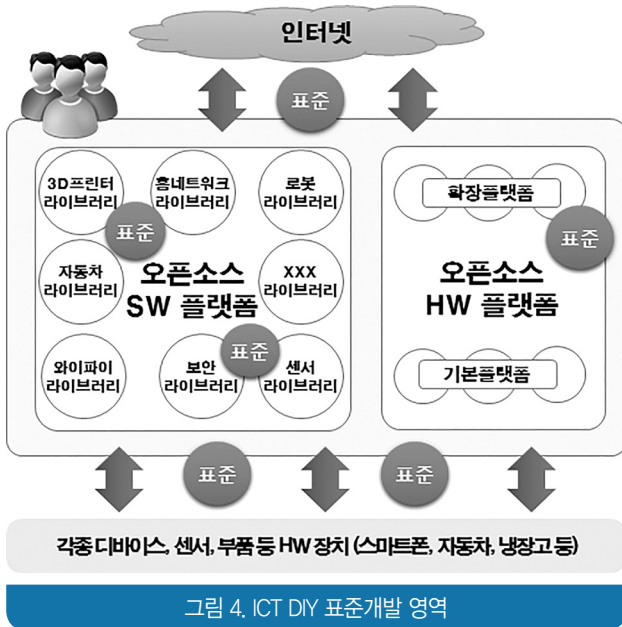 인터넷
표준
3D프린터
라이브러리
홈네트워크
라이브러리
로봇
라이브러리
표준
자동차
라이브러리
오픈소스
SW 플랫폼
XXX
라이브러리
와이파이
라이브러리
보안
라이브러리
표준
센서
라이브러리
확장플랫폼
표준
오픈소스
HW 플랫폼
기본플랫폼
표준
표준
각종 디바이스, 센서, 부품 등 HW 장치 (스마트폰, 자동차, 냉장고 등)
그림 4. ICT DIY 표준개발 영역